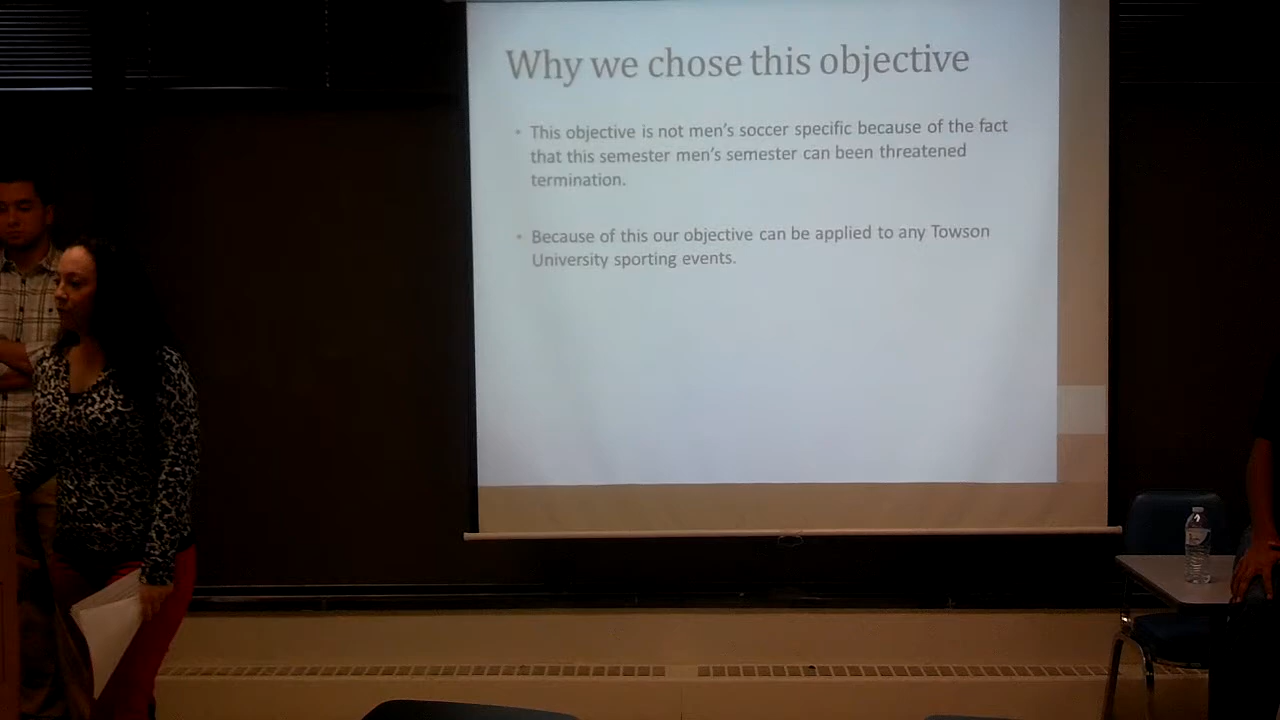 Why we chose this objective
This objective is not men's soccer specific because of the fact
that this semester men's semester can been threatened
termination.
Because of this our objective can be applied to any Towson
University sporting events.